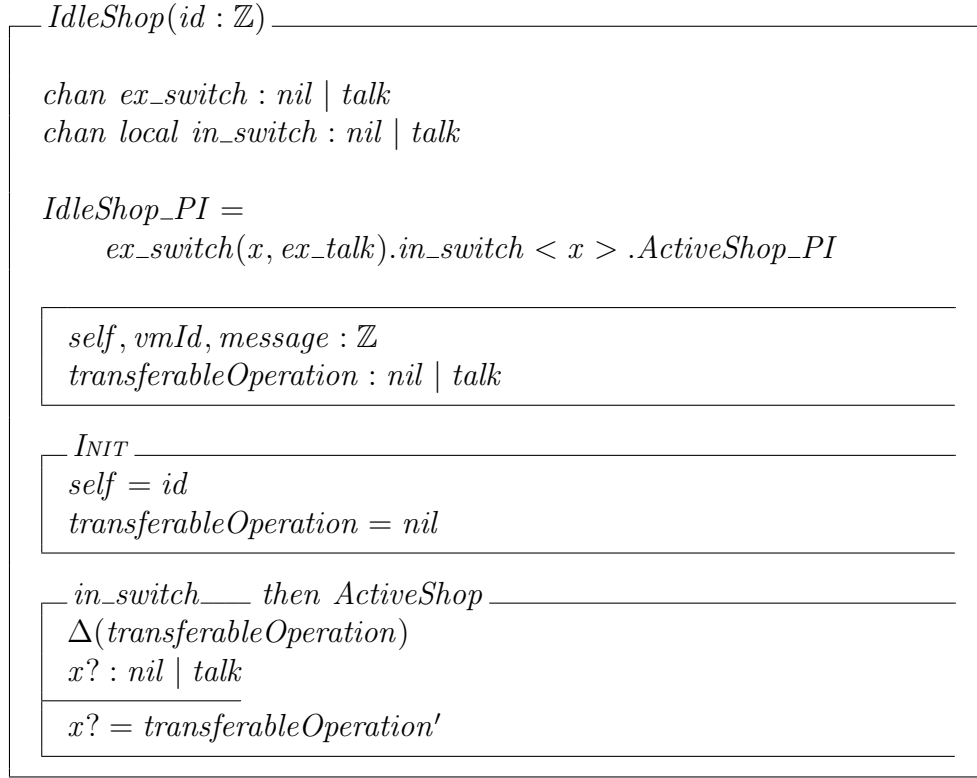 IdleShop(id : ℤ)
chan ex_switch : nil | talk
chan local in_switch : nil | talk
IdleShop_PI =
ex_switch(x, ex_talk).in_switch < x > .ActiveShop_PI
self, vmId, message : ℤ
transferableOperation : nil | talk
INIT
self = id
transferableOperation = nil
in_switch___ then ActiveShop
Δ(transferableOperation)
x? : nil | talk
x? = transferableOperation′